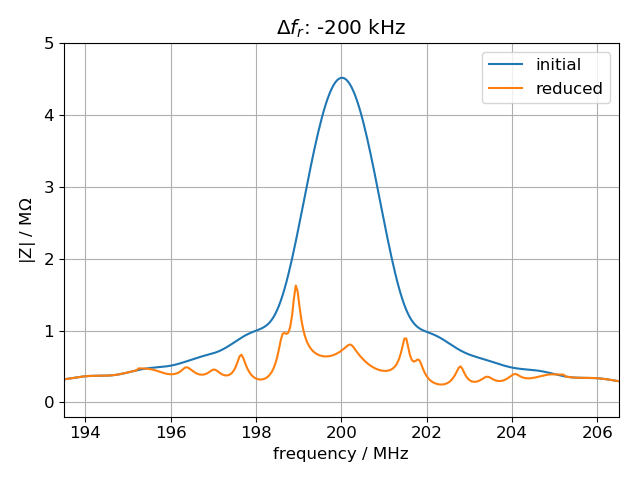 Δf_r: -200 kHz
initial
reduced
|Z| / MΩ
5
4
3
2
1
0
194 196 198 200 202 204 206
frequency / MHz